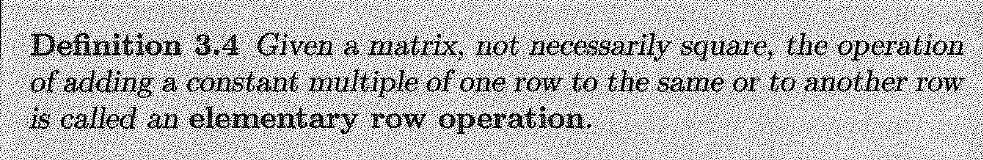 Definition 3.4 Given a matrix, not necessarily square, the operation
of adding a constant multiple of one row to the same or to another row
is called an elementary row operation.